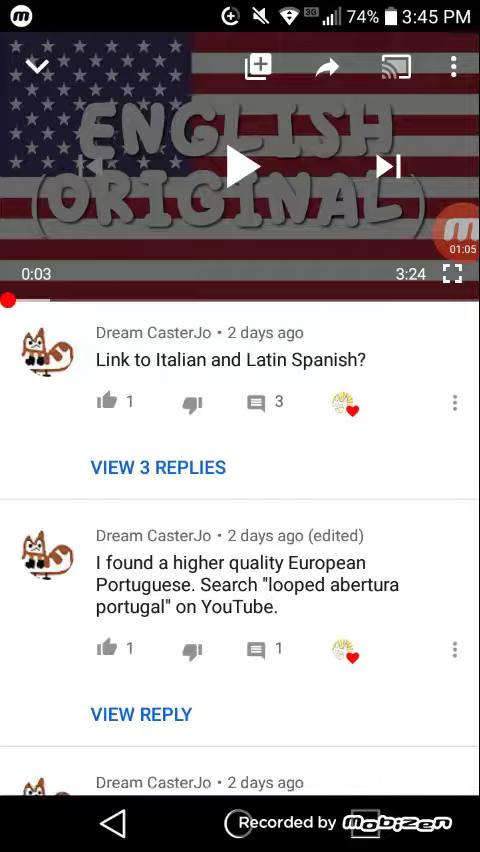 3G 74% 3:45 PM
ENGLISH
(ORIGINAL)
01:05
0:03 3:24
Dream CasterJo • 2 days ago
Link to Italian and Latin Spanish?
1 3
VIEW 3 REPLIES
Dream CasterJo • 2 days ago (edited)
I found a higher quality European
Portuguese. Search "looped abertura
portugal" on YouTube.
1 1
VIEW REPLY
Dream CasterJo • 2 days ago
Recorded by Mobizen